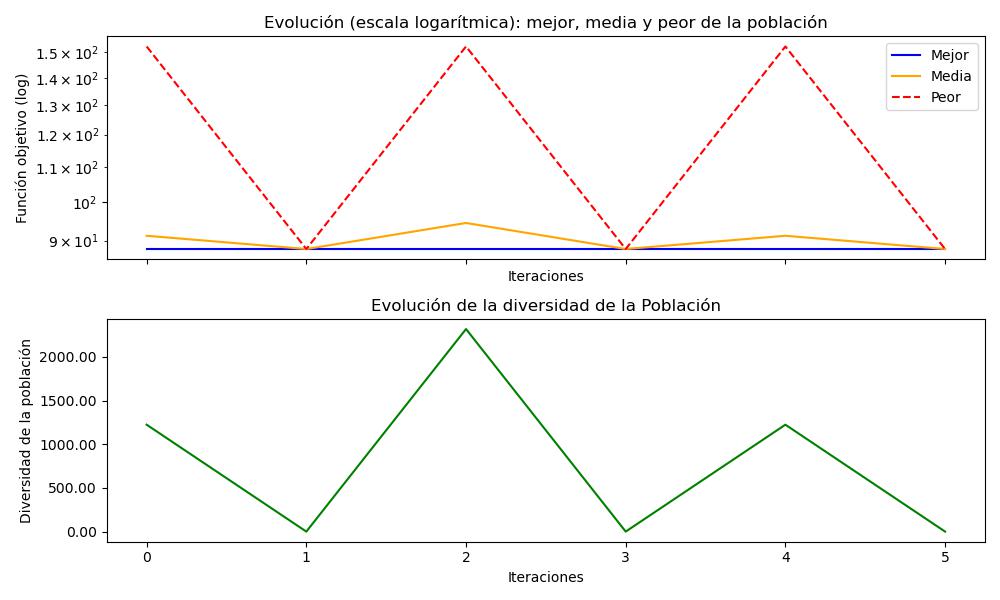 Evolución (escala logarítmica): mejor, media y peor de la población
Función objetivo (log)
1.5 × 10²
1.4 × 10²
1.3 × 10²
1.2 × 10²
1.1 × 10²
10²
9 × 10¹
Mejor
Media
Peor
Iteraciones
Evolución de la diversidad de la Población
Diversidad de la población
2000.00
1500.00
1000.00
500.00
0.00
0 1 2 3 4 5
Iteraciones